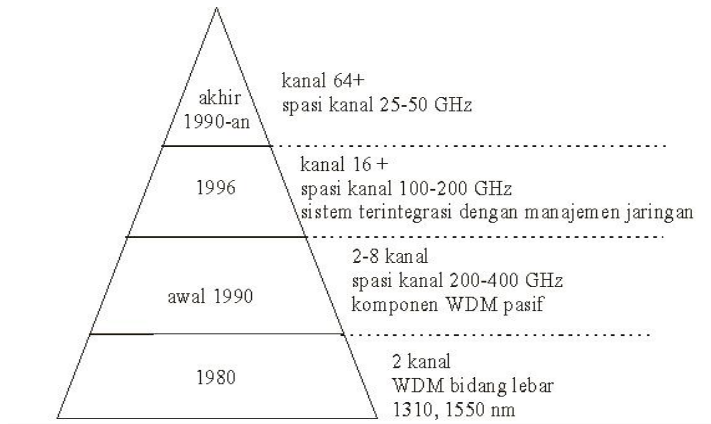 akhir
1990-an
kanal 64+
spasi kanal 25-50 GHz
1996
kanal 16 +
spasi kanal 100-200 GHz
sistem terintegrasi dengan manajemen jaringan
awal 1990
2-8 kanal
spasi kanal 200-400 GHz
komponen WDM pasif
1980
2 kanal
WDM bidang lebar
1310, 1550 nm